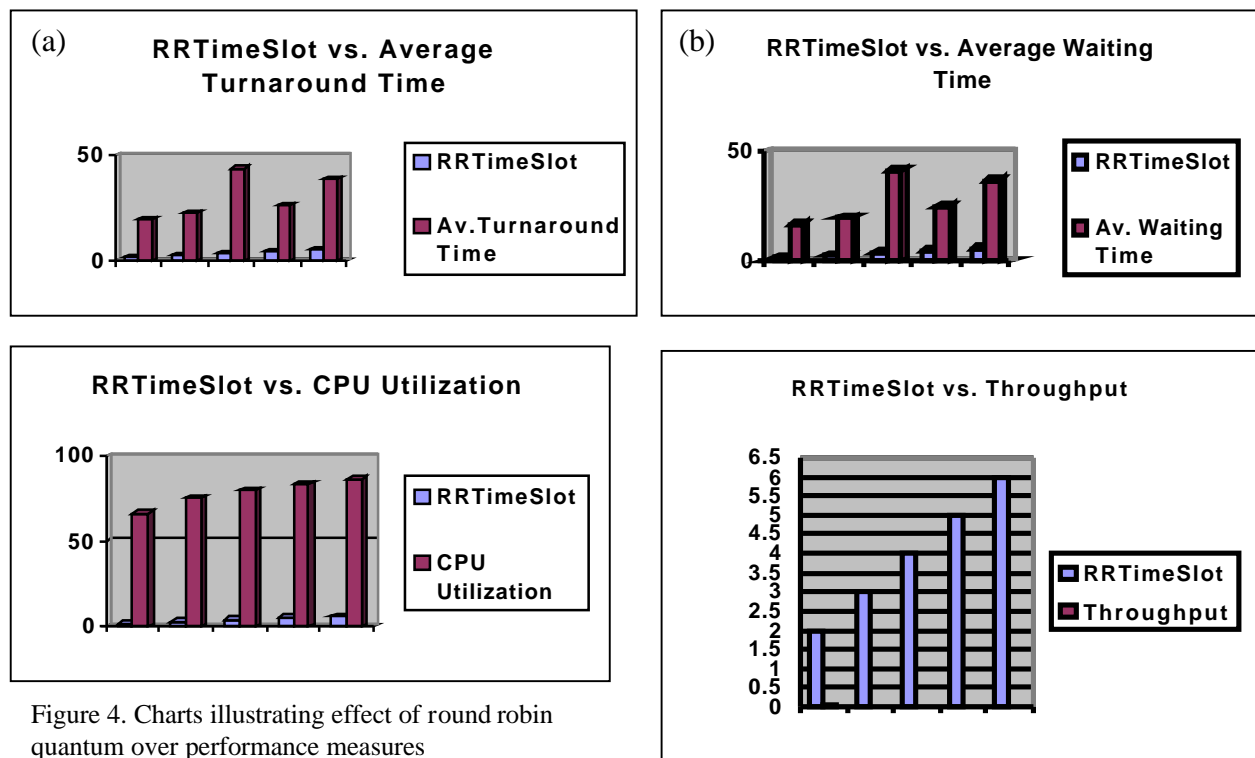 (a)
RRTimeSlot vs. Average
Turnaround Time
50
0
RRTimeSlot
Av.Turnaround
Time
(b)
RRTimeSlot vs. Average Waiting
Time
50
0
RRTimeSlot
Av. Waiting
Time
RRTimeSlot vs. CPU Utilization
100
50
0
RRTimeSlot
CPU
Utilization
RRTimeSlot vs. Throughput
6.5
6
5.5
5
4.5
4
3.5
3
2.5
2
1.5
1
0.5
0
RRTimeSlot
Throughput
Figure 4. Charts illustrating effect of round robin
quantum over performance measures